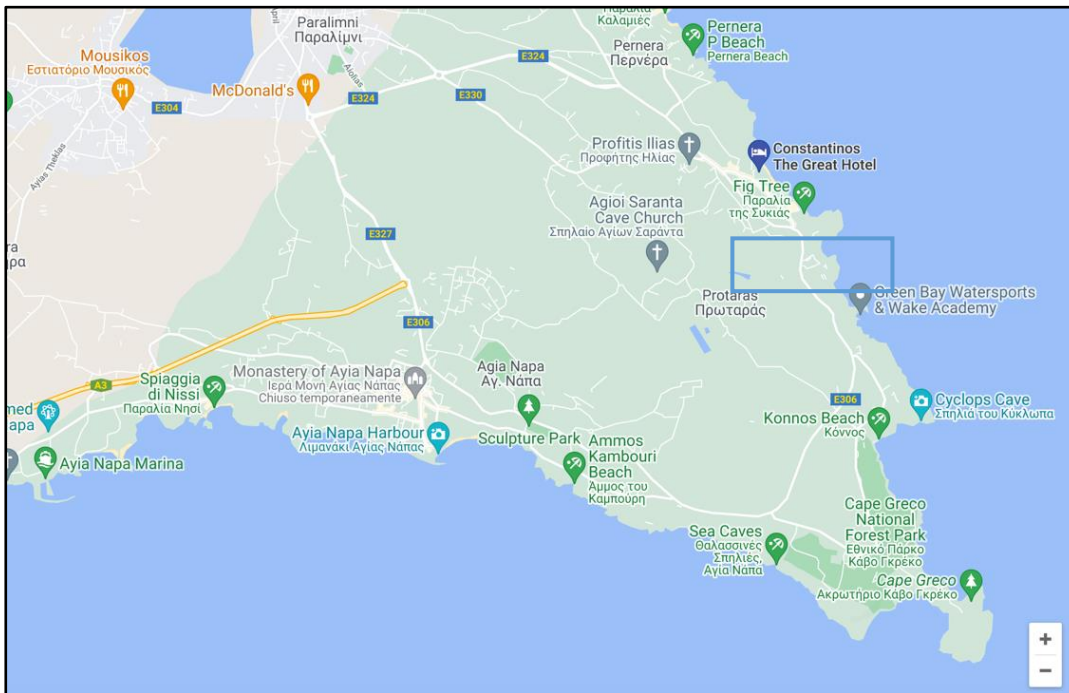 Παραλία
Καλαμιές
Pernera
P Beach
Pernera Beach
Paralimni
Παραλίμνι
Pernera
Περνέρα
Mousikos
Εστιατόριο Μουσικός
McDonald's
Aiolias
E324
E304
E324
E330
Ayias Theklas
Profitis Ilias
Προφήτης Ηλίας
Constantinos
The Great Hotel
Fig Tree
Παραλία
της Συκιάς
Agioi Saranta
Cave Church
Σπηλαίο Αγίων Σαράντα
E327
Protaras
Πρωταράς
Green Bay Watersports
& Wake Academy
E306
Monastery of Ayia Napa
Ιερά Μονή Αγίας Νάπας
Chiuso temporaneamente
Agia Napa
Αγ. Νάπα
A3
Spiaggia
di Nissi
Παραλία Νησί
E306
Cyclops Cave
Σπηλιά του Κύκλωπα
Konnos Beach
Κόννος
Ayia Napa Harbour
Λιμανάκι Αγίας Νάπας
Sculpture Park
Ammos
Kambouri
Beach
Άμμος του
Καμπούρη
Ayia Napa Marina
Cape Greco
National
Forest Park
Εθνικό Πάρκο
Κάβο Γκρέκο
Sea Caves
Θαλασσινές
Σπηλιές,
Αγία Νάπα
Cape Greco
Ακρωτήριο Κάβο Γκρέκο
+
−